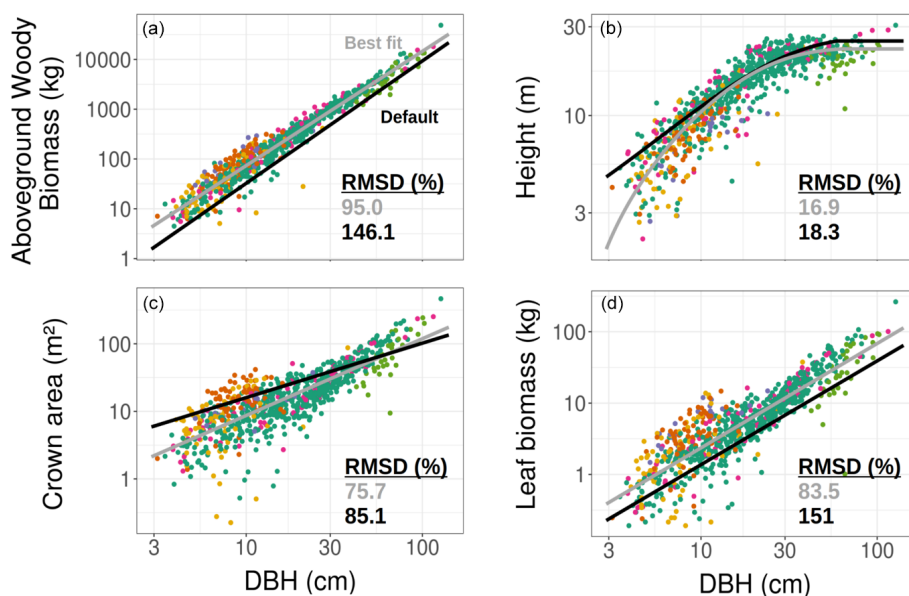 (a)
Best fit
Default
RMSD (%)
95.0
146.1
10000
1000
100
10
1
Aboveground Woody
Biomass (kg)
(b)
30
10
3
Height (m)
RMSD (%)
16.9
18.3
(c)
100
10
1
Crown area (m²)
RMSD (%)
75.7
85.1
3 10 30 100
DBH (cm)
(d)
100
10
1
Leaf biomass (kg)
RMSD (%)
83.5
151
3 10 30 100
DBH (cm)